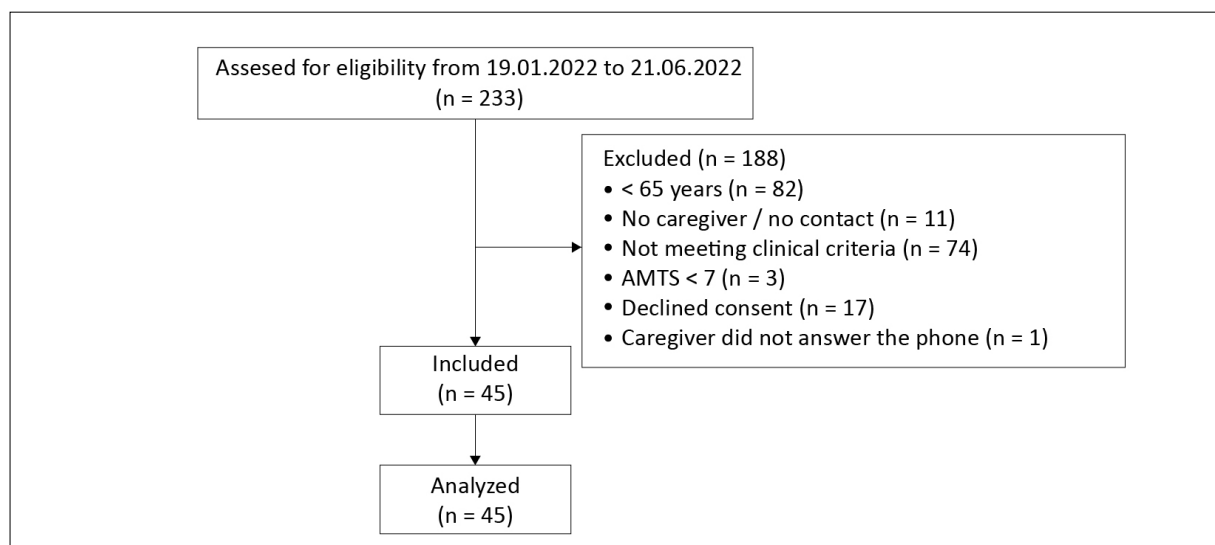 Assesed for eligibility from 19.01.2022 to 21.06.2022
(n = 233)
Excluded (n = 188)
• < 65 years (n = 82)
• No caregiver / no contact (n = 11)
• Not meeting clinical criteria (n = 74)
• AMTS < 7 (n = 3)
• Declined consent (n = 17)
• Caregiver did not answer the phone (n = 1)
Included
(n = 45)
Analyzed
(n = 45)